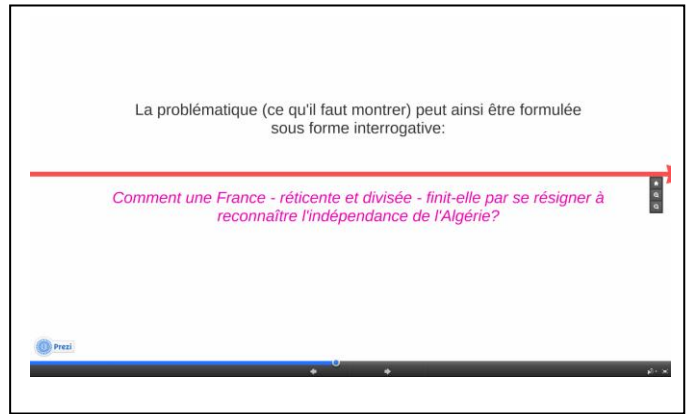 La problématique (ce qu'il faut montrer) peut ainsi être formulée
sous forme interrogative:
Comment une France - réticente et divisée - finit-elle par se résigner à
reconnaître l'indépendance de l'Algérie?
Prezi